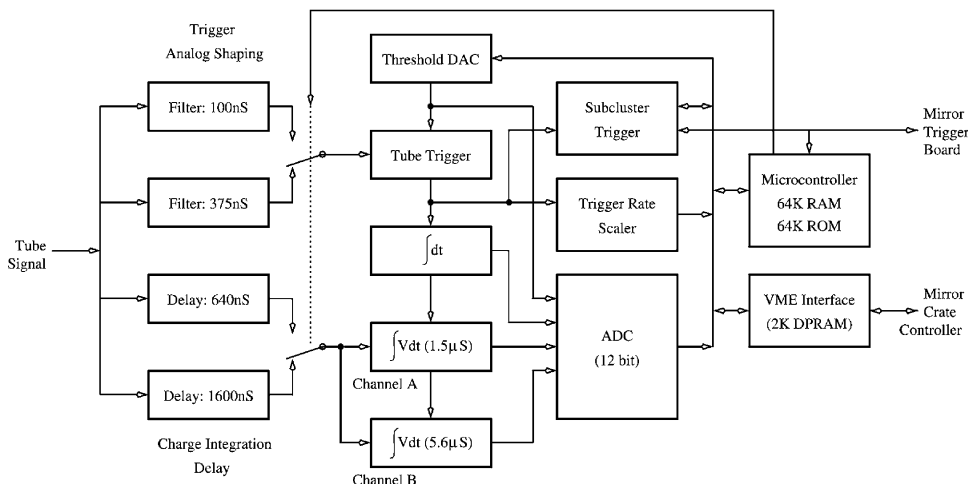 Trigger
Analog Shaping
Filter: 100nS
Filter: 375nS
Tube
Signal
Delay: 640nS
Delay: 1600nS
Charge Integration
Delay
Threshold DAC
Tube Trigger
∫dt
∫Vdt (1.5μS)
Channel A
∫Vdt (5.6μS)
Channel B
Subcluster
Trigger
Trigger Rate
Scaler
ADC
(12 bit)
Microcontroller
64K RAM
64K ROM
VME Interface
(2K DPRAM)
Mirror
Trigger
Board
Mirror
Crate
Controller